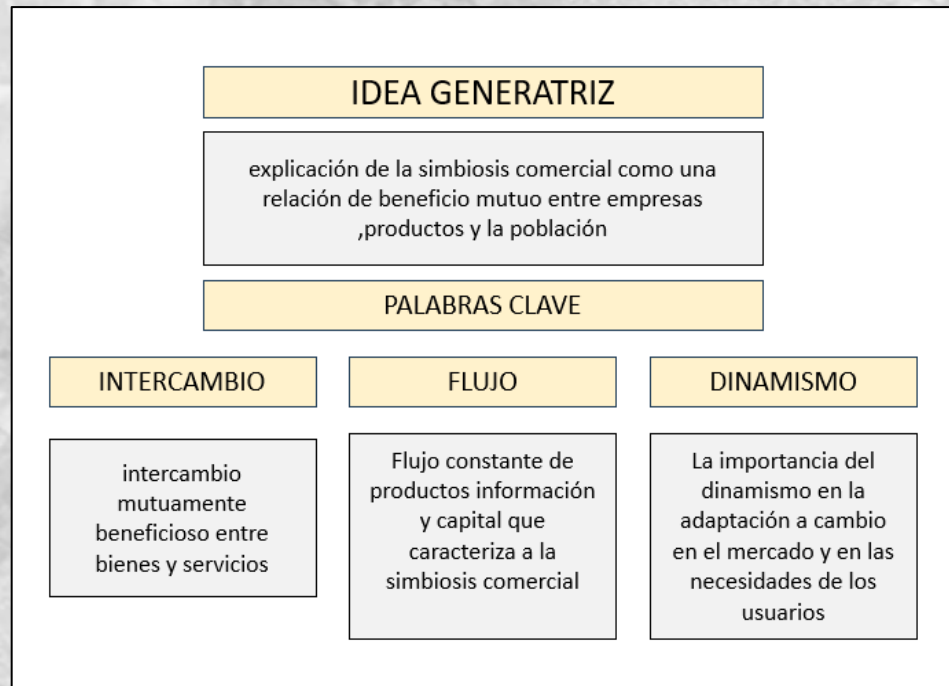 IDEA GENERATRIZ
explicación de la simbiosis comercial como una
relación de beneficio mutuo entre empresas
,productos y la población
PALABRAS CLAVE
INTERCAMBIO
intercambio
mutuamente
beneficioso entre
bienes y servicios
FLUJO
Flujo constante de
productos información
y capital que
caracteriza a la
simbiosis comercial
DINAMISMO
La importancia del
dinamismo en la
adaptación a cambio
en el mercado y en las
necesidades de los
usuarios